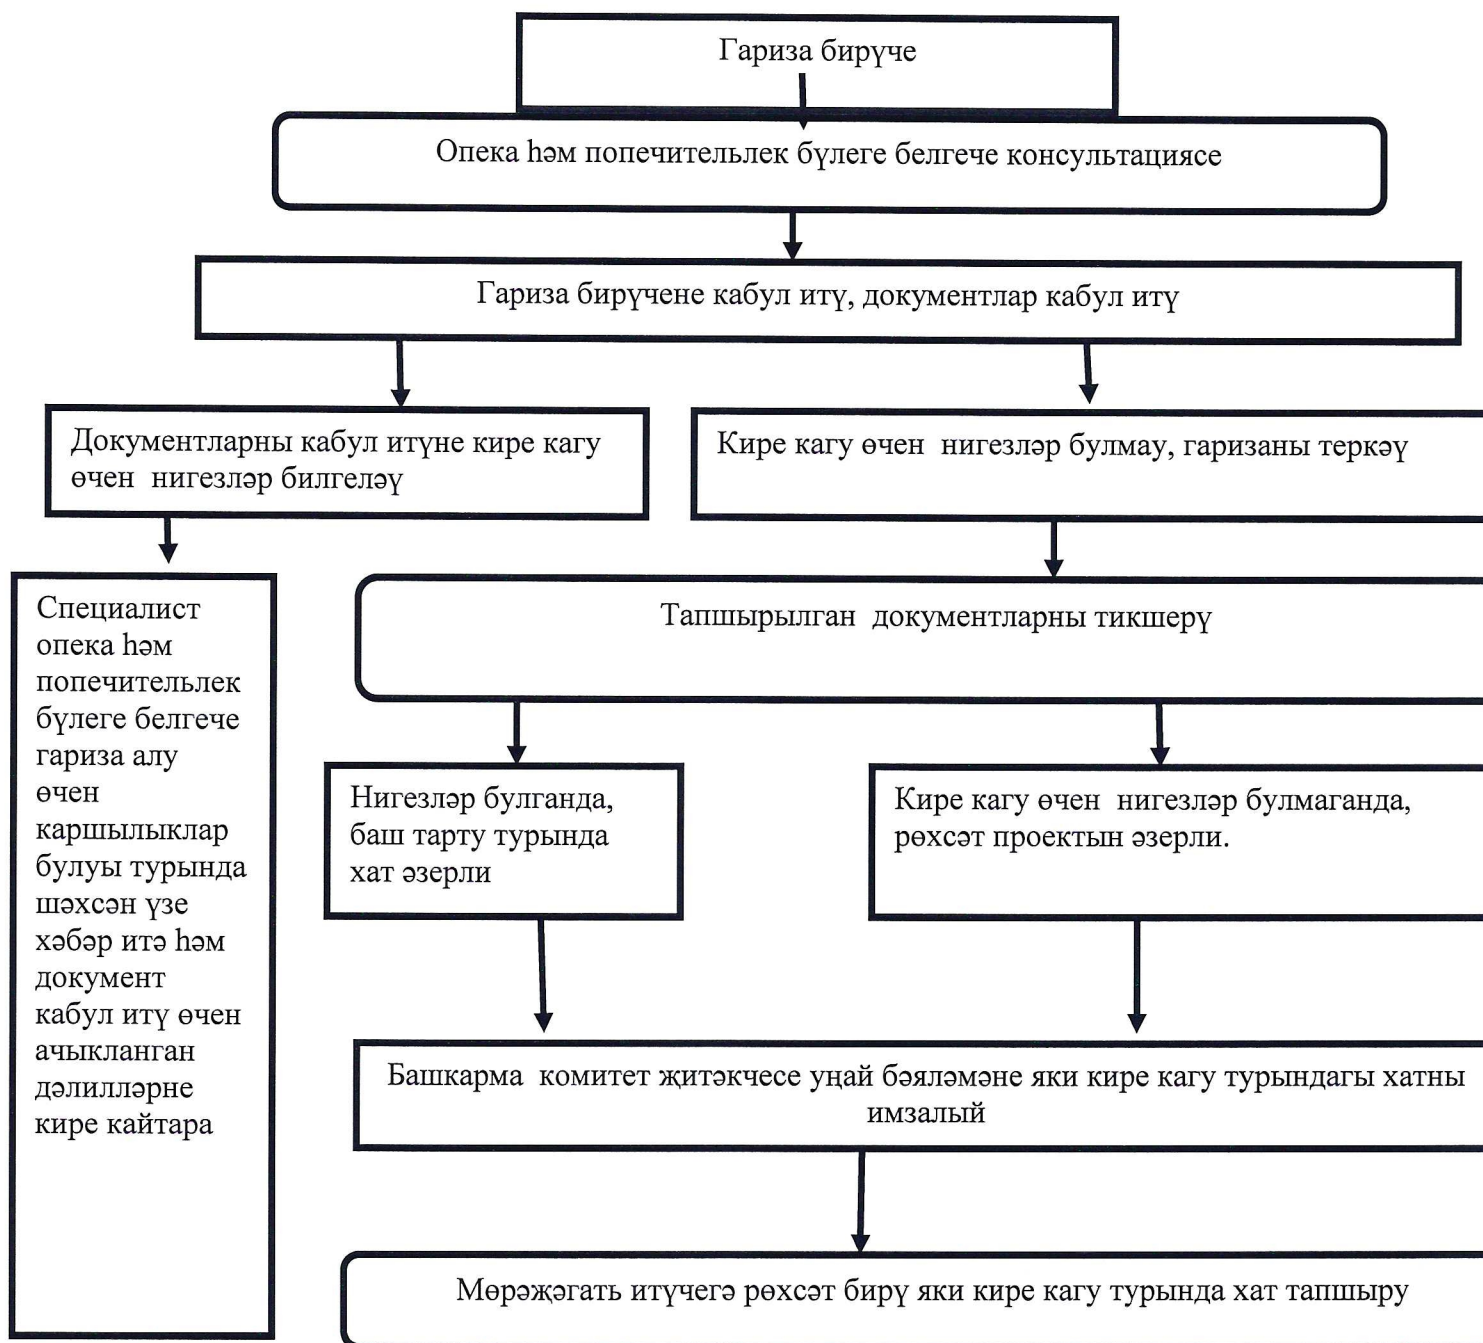 Гариза бирүче
Опека һәм попечительлек бүлеге белгече консультациясе
Гариза бирүчене кабул итү, документлар кабул итү
Документларны кабул итүне кире кагу
өчен нигезләр билгеләү
Кире кагу өчен нигезләр булмау, гаризаны теркәү
Специалист
опека һәм
попечительлек
бүлеге белгече
гариза алу
өчен
каршылыклар
булуы турында
шәхсән үзе
хәбәр итә һәм
документ
кабул итү өчен
ачыкланган
дәлилләрне
кире кайтара
Тапшырылган документларны тикшерү
Нигезләр булганда,
баш тарту турында
хат әзерли
Кире кагу өчен нигезләр булмаганда,
рөхсәт проектын әзерли.
Башкарма комитет җитәкчесе уңай бәяләмәне яки кире кагу турындагы хатны
имзалый
Мөрәҗәгать итүчегә рөхсәт бирү яки кире кагу турында хат тапшыру